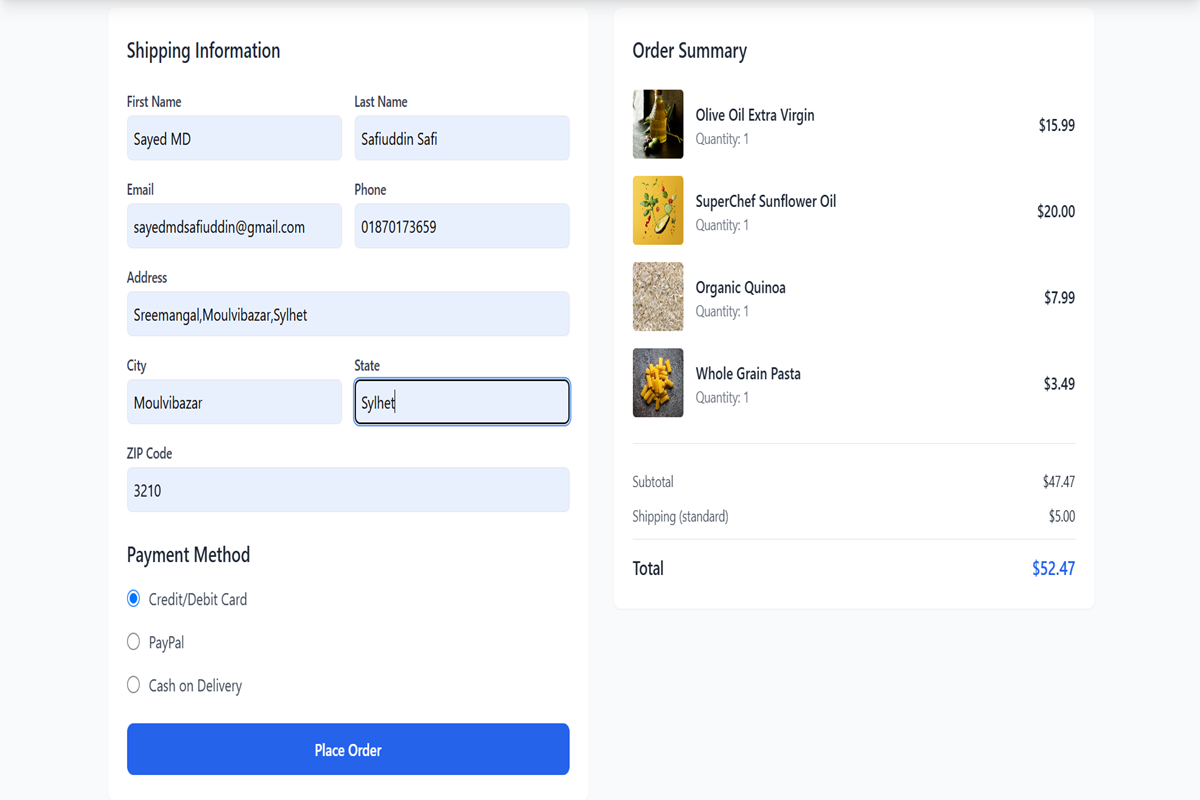 Shipping Information
First Name
Last Name
Sayed MD
Safiuddin Safi
Email
Phone
sayedmdsafiuddin@gmail.com
01870173659
Address
Sreemangal,Moulvibazar,Sylhet
City
State
Moulvibazar
Sylhet
ZIP Code
3210
Payment Method
Credit/Debit Card
PayPal
Cash on Delivery
Place Order
Order Summary
Olive Oil Extra Virgin
Quantity: 1
$15.99
SuperChef Sunflower Oil
Quantity: 1
$20.00
Organic Quinoa
Quantity: 1
$7.99
Whole Grain Pasta
Quantity: 1
$3.49
Subtotal
$47.47
Shipping (standard)
$5.00
Total
$52.47